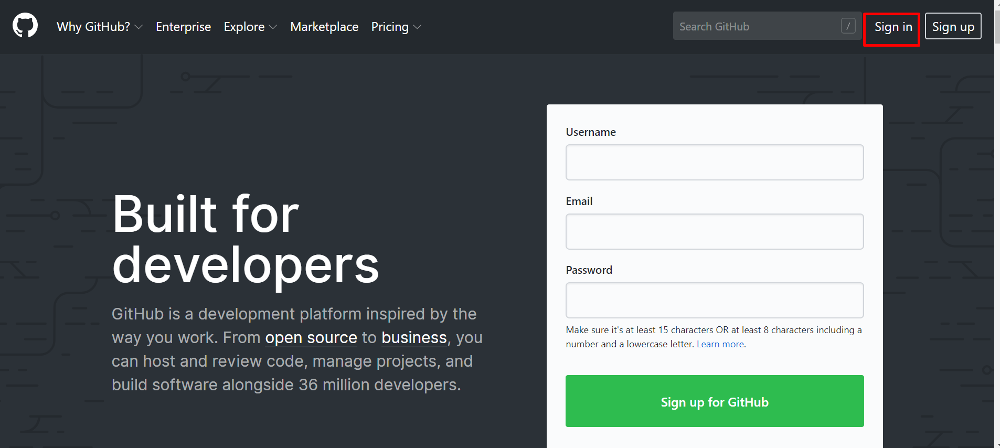 Why GitHub? Enterprise Explore Marketplace Pricing Search GitHub / Sign in Sign up
Username
Email
Built for
developers
Password
GitHub is a development platform inspired by the
way you work. From open source to business, you
can host and review code, manage projects, and
build software alongside 36 million developers.
Make sure it's at least 15 characters OR at least 8 characters including a
number and a lowercase letter. Learn more.
Sign up for GitHub